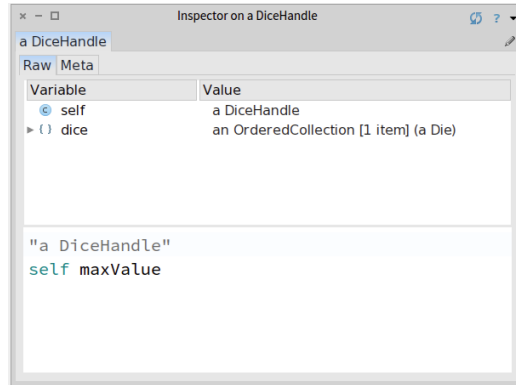 Inspector on a DiceHandle
?
a DiceHandle
Raw Meta
Variable Value
c self a DiceHandle
( ) dice an OrderedCollection [1 item] (a Die)
"a DiceHandle"
self maxValue